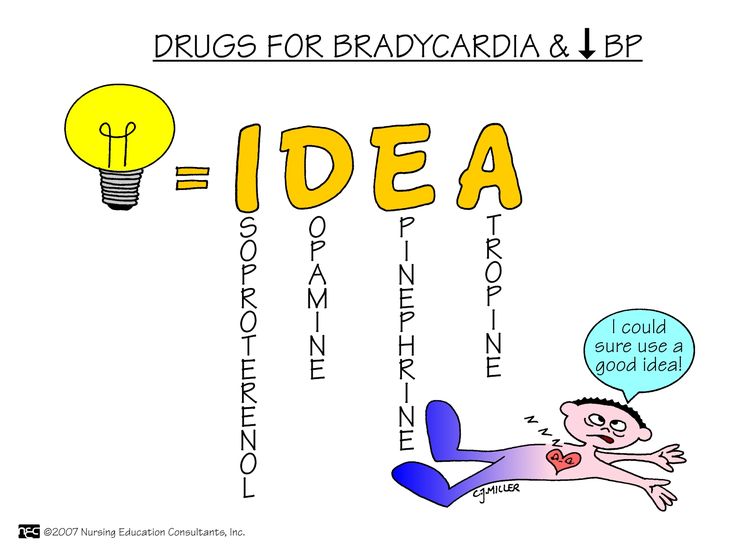 DRUGS FOR BRADYCARDIA & ↓ BP
= IDEA
SOPROTERENOL
OPAMINE
PINEPHRINE
TROPINE
I could
sure use a
good idea!
Z Z Z
C.J. MILLER
NEC ©2007 Nursing Education Consultants, Inc.